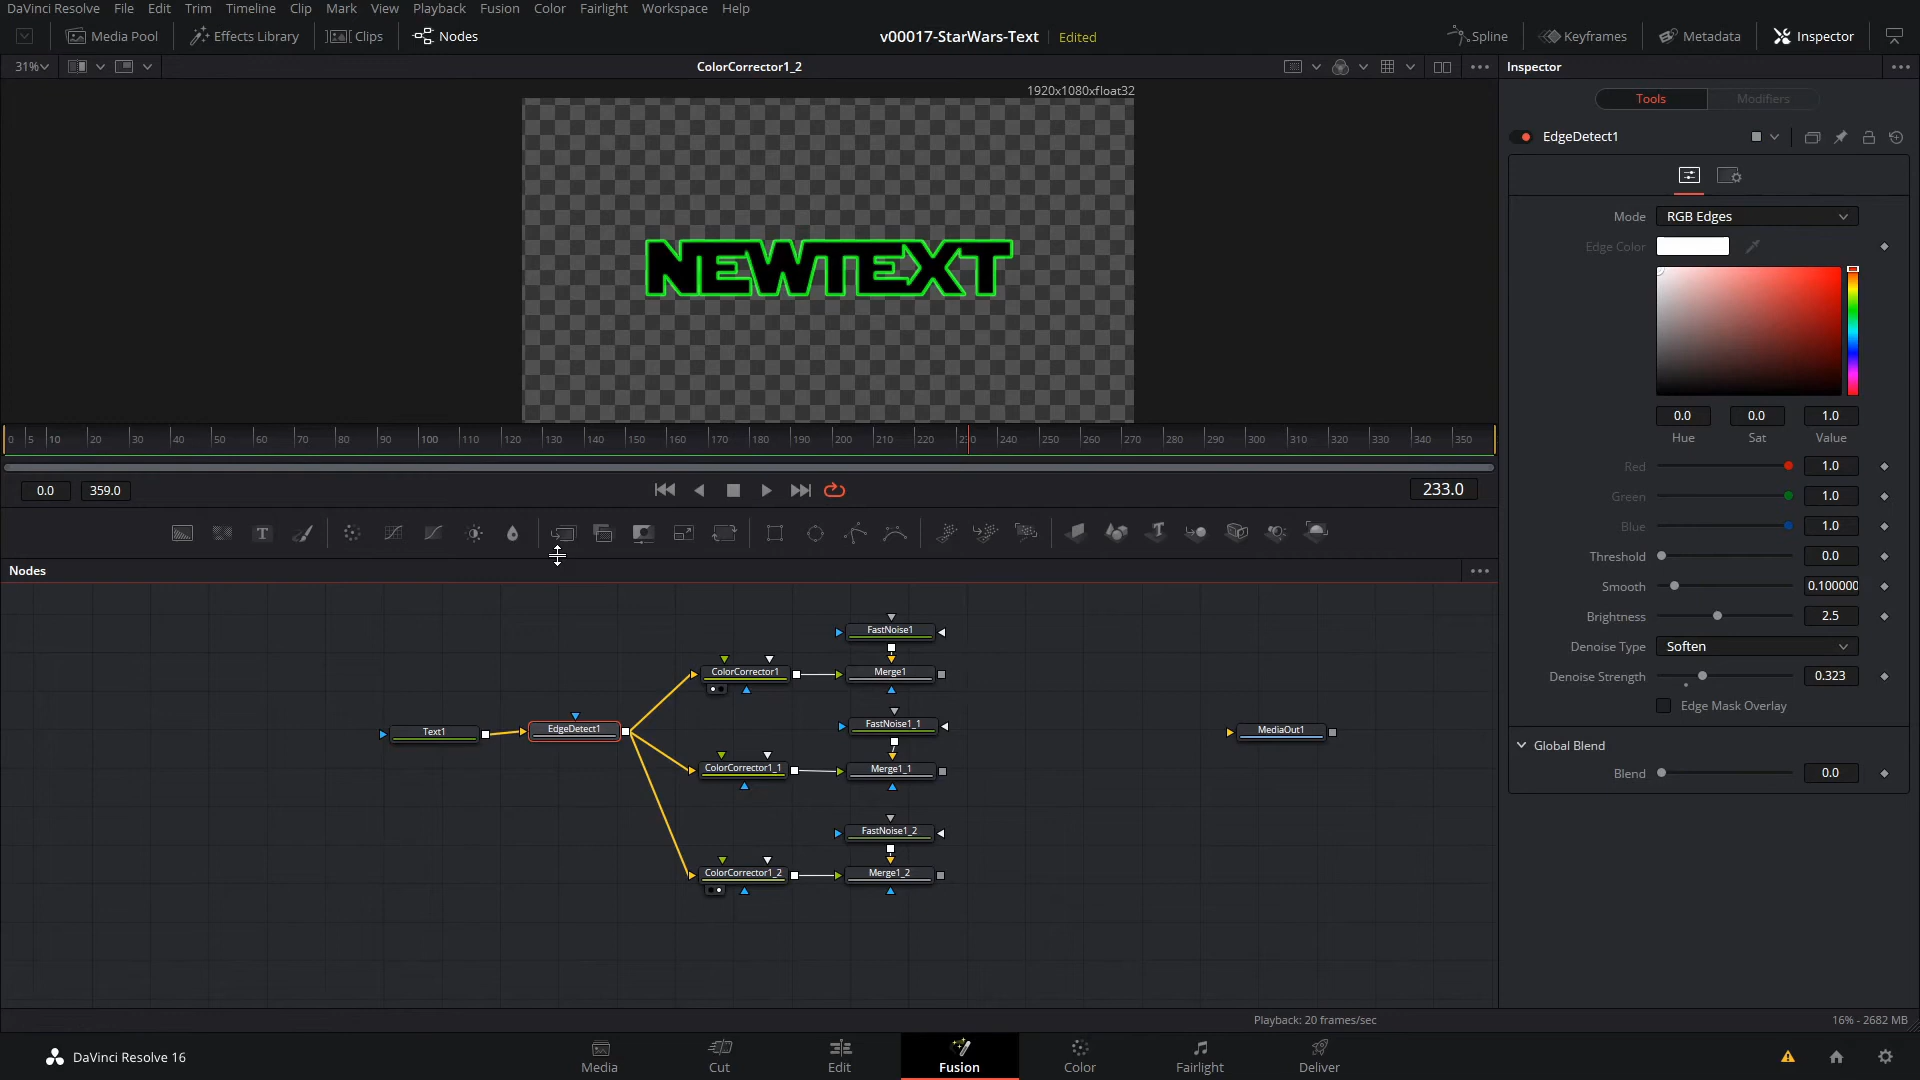 DaVinci Resolve File Edit Trim Timeline Clip Mark View Playback Fusion Color Fairlight Workspace Help
Media Pool Effects Library Clips Nodes v00017-StarWars-Text Edited Spline Keyframes Metadata Inspector
31% ColorCorrector1_2 Inspector
1920x1080xfloat32
Tools Modifiers
EdgeDetect1
Mode RGB Edges
Edge Color
NEWTEXT
0.0 0.0 1.0
Hue Sat Value
0 5 10 20 30 40 50 60 70 80 90 100 110 120 130 140 150 160 170 180 190 200 210 220 230 240 250 260 270 280 290 300 310 320 330 340 350
Red 1.0
0.0 359.0 233.0
Green 1.0
Blue 1.0
Threshold 0.0
Nodes
Smooth 0.100000
Brightness 2.5
Denoise Type Soften
Denoise Strength 0.323
Edge Mask Overlay
Global Blend
Blend 0.0
FastNoise1
ColorCorrector1 Merge1
FastNoise1_1
Text1 EdgeDetect1 MediaOut1
ColorCorrector1_1 Merge1_1
FastNoise1_2
ColorCorrector1_2 Merge1_2
Playback: 20 frames/sec 16% - 2682 MB
DaVinci Resolve 16 Media Cut Edit Fusion Color Fairlight Deliver